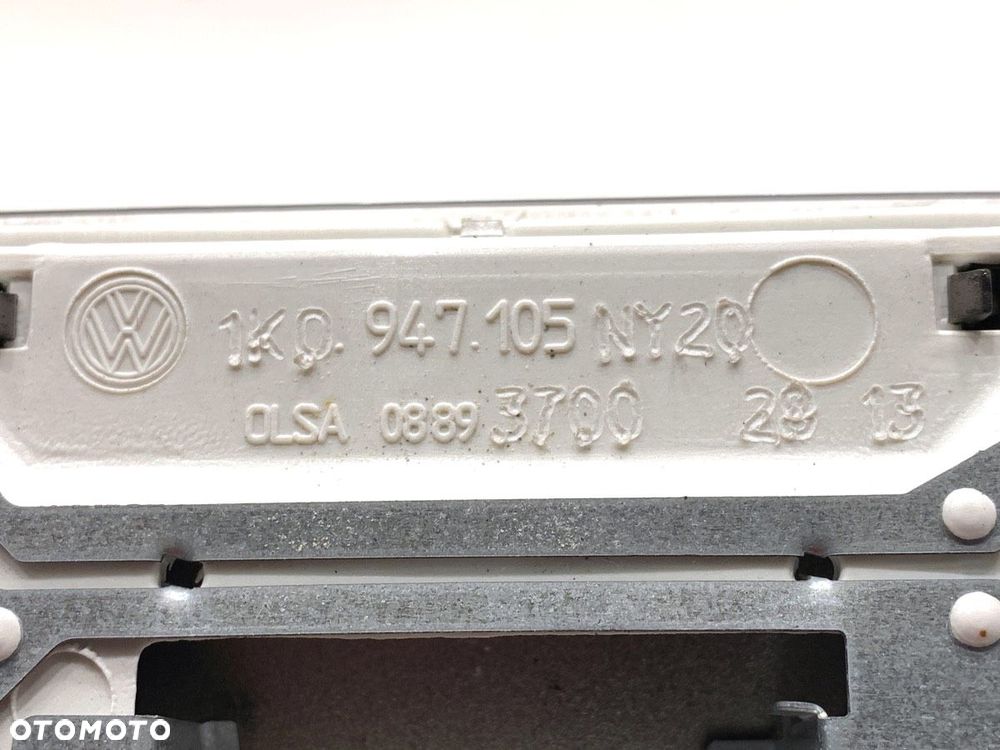 1K0.947.105 NY20
OLSA 0889 3700 28 13
OTOMOTO